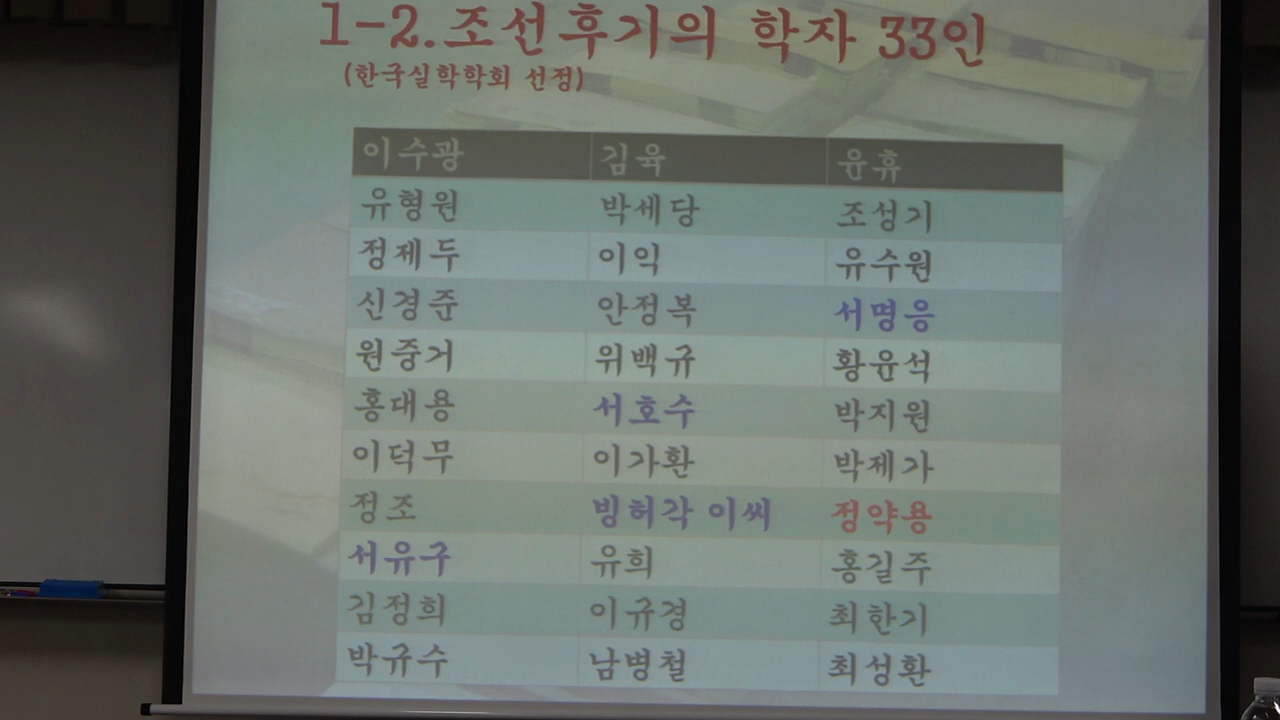 1-2.조선후기의 학자 33인
(한국실학학회 선정)
이수광 김육 윤휴
유형원 박세당 조성기
정제두 이익 유수원
신경준 안정복 서명응
원중거 위백규 황윤석
홍대용 서호수 박지원
이덕무 이가환 박제가
정조 빙허각 이씨 정약용
서유구 유희 홍길주
김정희 이규경 최한기
박규수 남병철 최성환